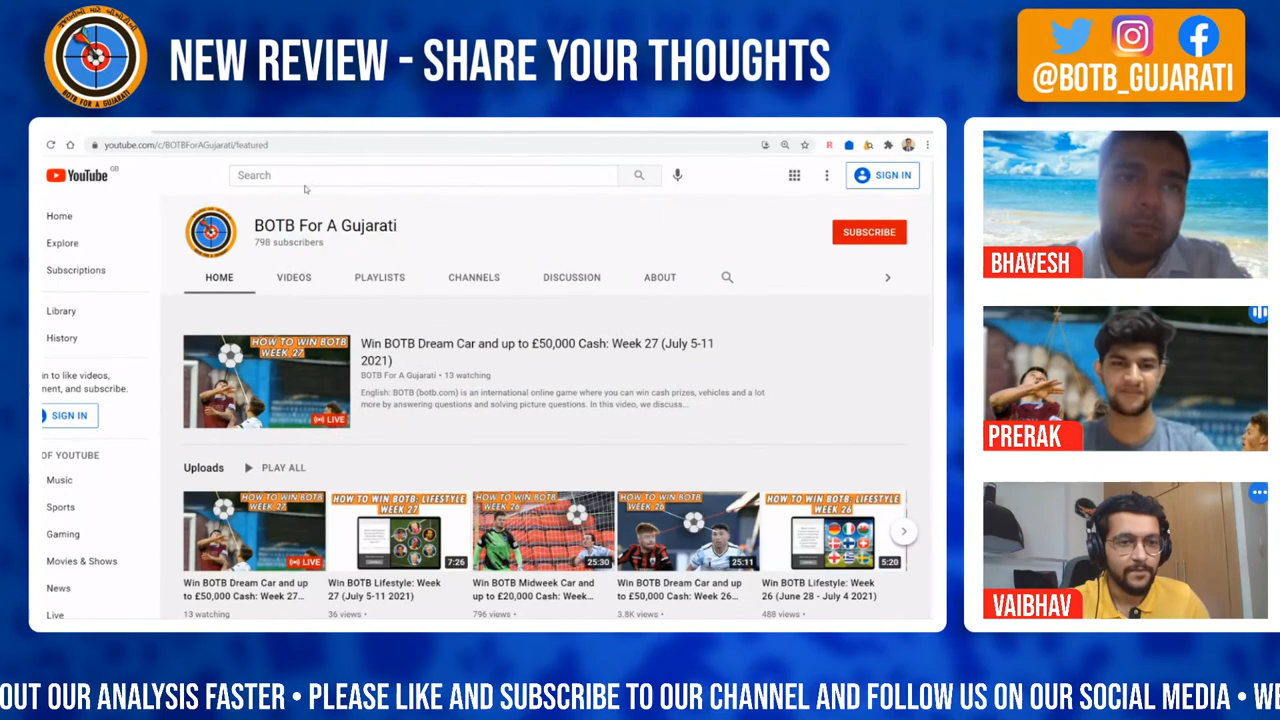 NEW REVIEW - SHARE YOUR THOUGHTS
@BOTB_GUJARATI
BOTB FOR A GUJARATI
youtube.com/c/BOTBForAGujarati/featured
YouTube GB
Search
SIGN IN
Home
Explore
Subscriptions
Library
History
in to like videos,
ment, and subscribe.
SIGN IN
OF YOUTUBE
Music
Sports
Gaming
Movies & Shows
News
Live
BOTB For A Gujarati
798 subscribers
SUBSCRIBE
HOME
VIDEOS
PLAYLISTS
CHANNELS
DISCUSSION
ABOUT
HOW TO WIN BOTB
WEEK 27
LIVE
Win BOTB Dream Car and up to £50,000 Cash: Week 27 (July 5-11
2021)
BOTB For A Gujarati • 13 watching
English: BOTB (botb.com) is an international online game where you can win cash prizes, vehicles and a lot
more by answering questions and solving picture questions. In this video, we discuss...
Uploads
PLAY ALL
HOW TO WIN BOTB
WEEK 27
LIVE
Win BOTB Dream Car and up
to £50,000 Cash: Week 27...
13 watching
HOW TO WIN BOTB: LIFESTYLE
WEEK 27
7:26
Win BOTB Lifestyle: Week
27 (July 5-11 2021)
36 views •
HOW TO WIN BOTB
WEEK 26
25:30
Win BOTB Midweek Car and
up to £20,000 Cash: Week...
796 views •
HOW TO WIN BOTB
WEEK 26
25:11
Win BOTB Dream Car and up
to £50,000 Cash: Week 26...
3.8K views •
HOW TO WIN BOTB: LIFESTYLE
WEEK 26
5:20
Win BOTB Lifestyle: Week
26 (June 28 - July 4 2021)
488 views •
BHAVESH
PRERAK
VAIBHAV
OUT OUR ANALYSIS FASTER • PLEASE LIKE AND SUBSCRIBE TO OUR CHANNEL AND FOLLOW US ON OUR SOCIAL MEDIA • WE